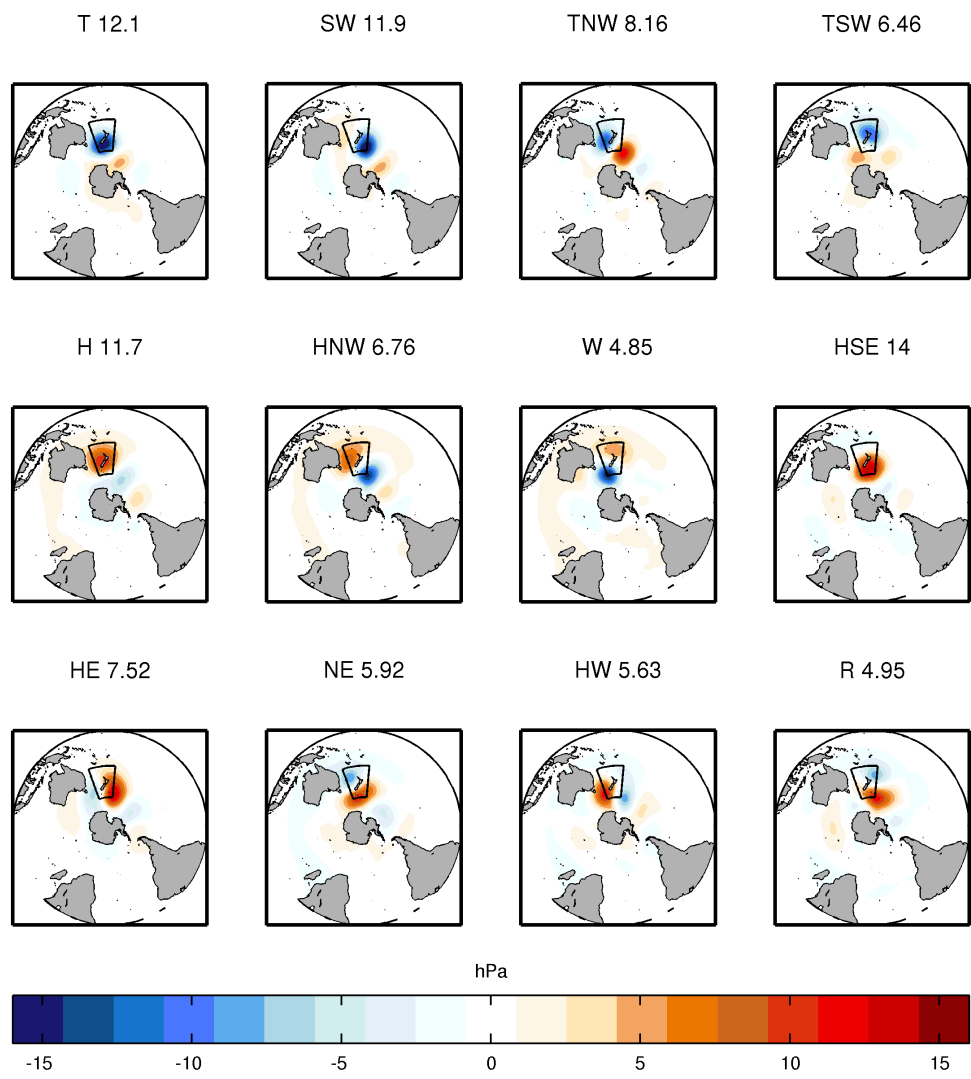 T 12.1 SW 11.9 TNW 8.16 TSW 6.46
H 11.7 HNW 6.76 W 4.85 HSE 14
HE 7.52 NE 5.92 HW 5.63 R 4.95
hPa
-15 -10 -5 0 5 10 15